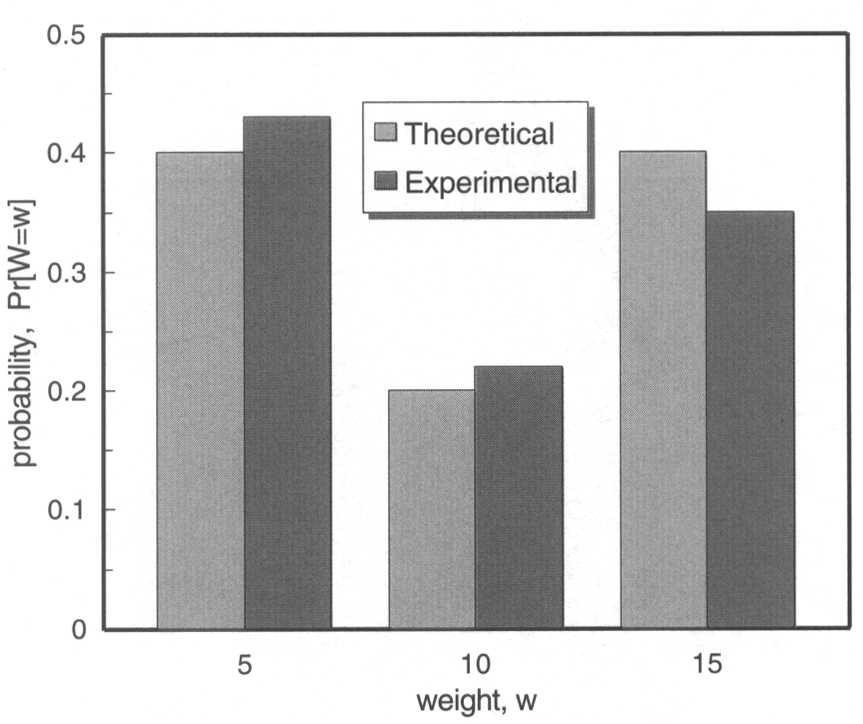 0.5
0.4
0.3
0.2
0.1
0
probability, Pr[W=w]
Theoretical
Experimental
5 10 15
weight, w